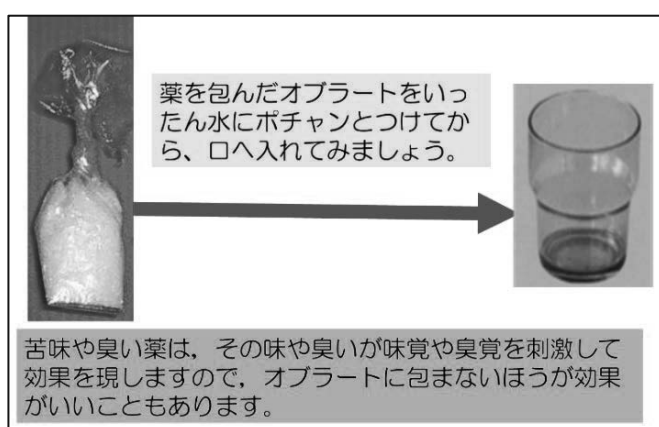 薬を包んだオブラートをいっ
たん水にポチャンとつけてか
ら、口へ入れてみましょう。
苦味や臭い薬は，その味や臭いが味覚や臭覚を刺激して
効果を現しますので，オブラートに包まないほうが効果
がいいこともあります。